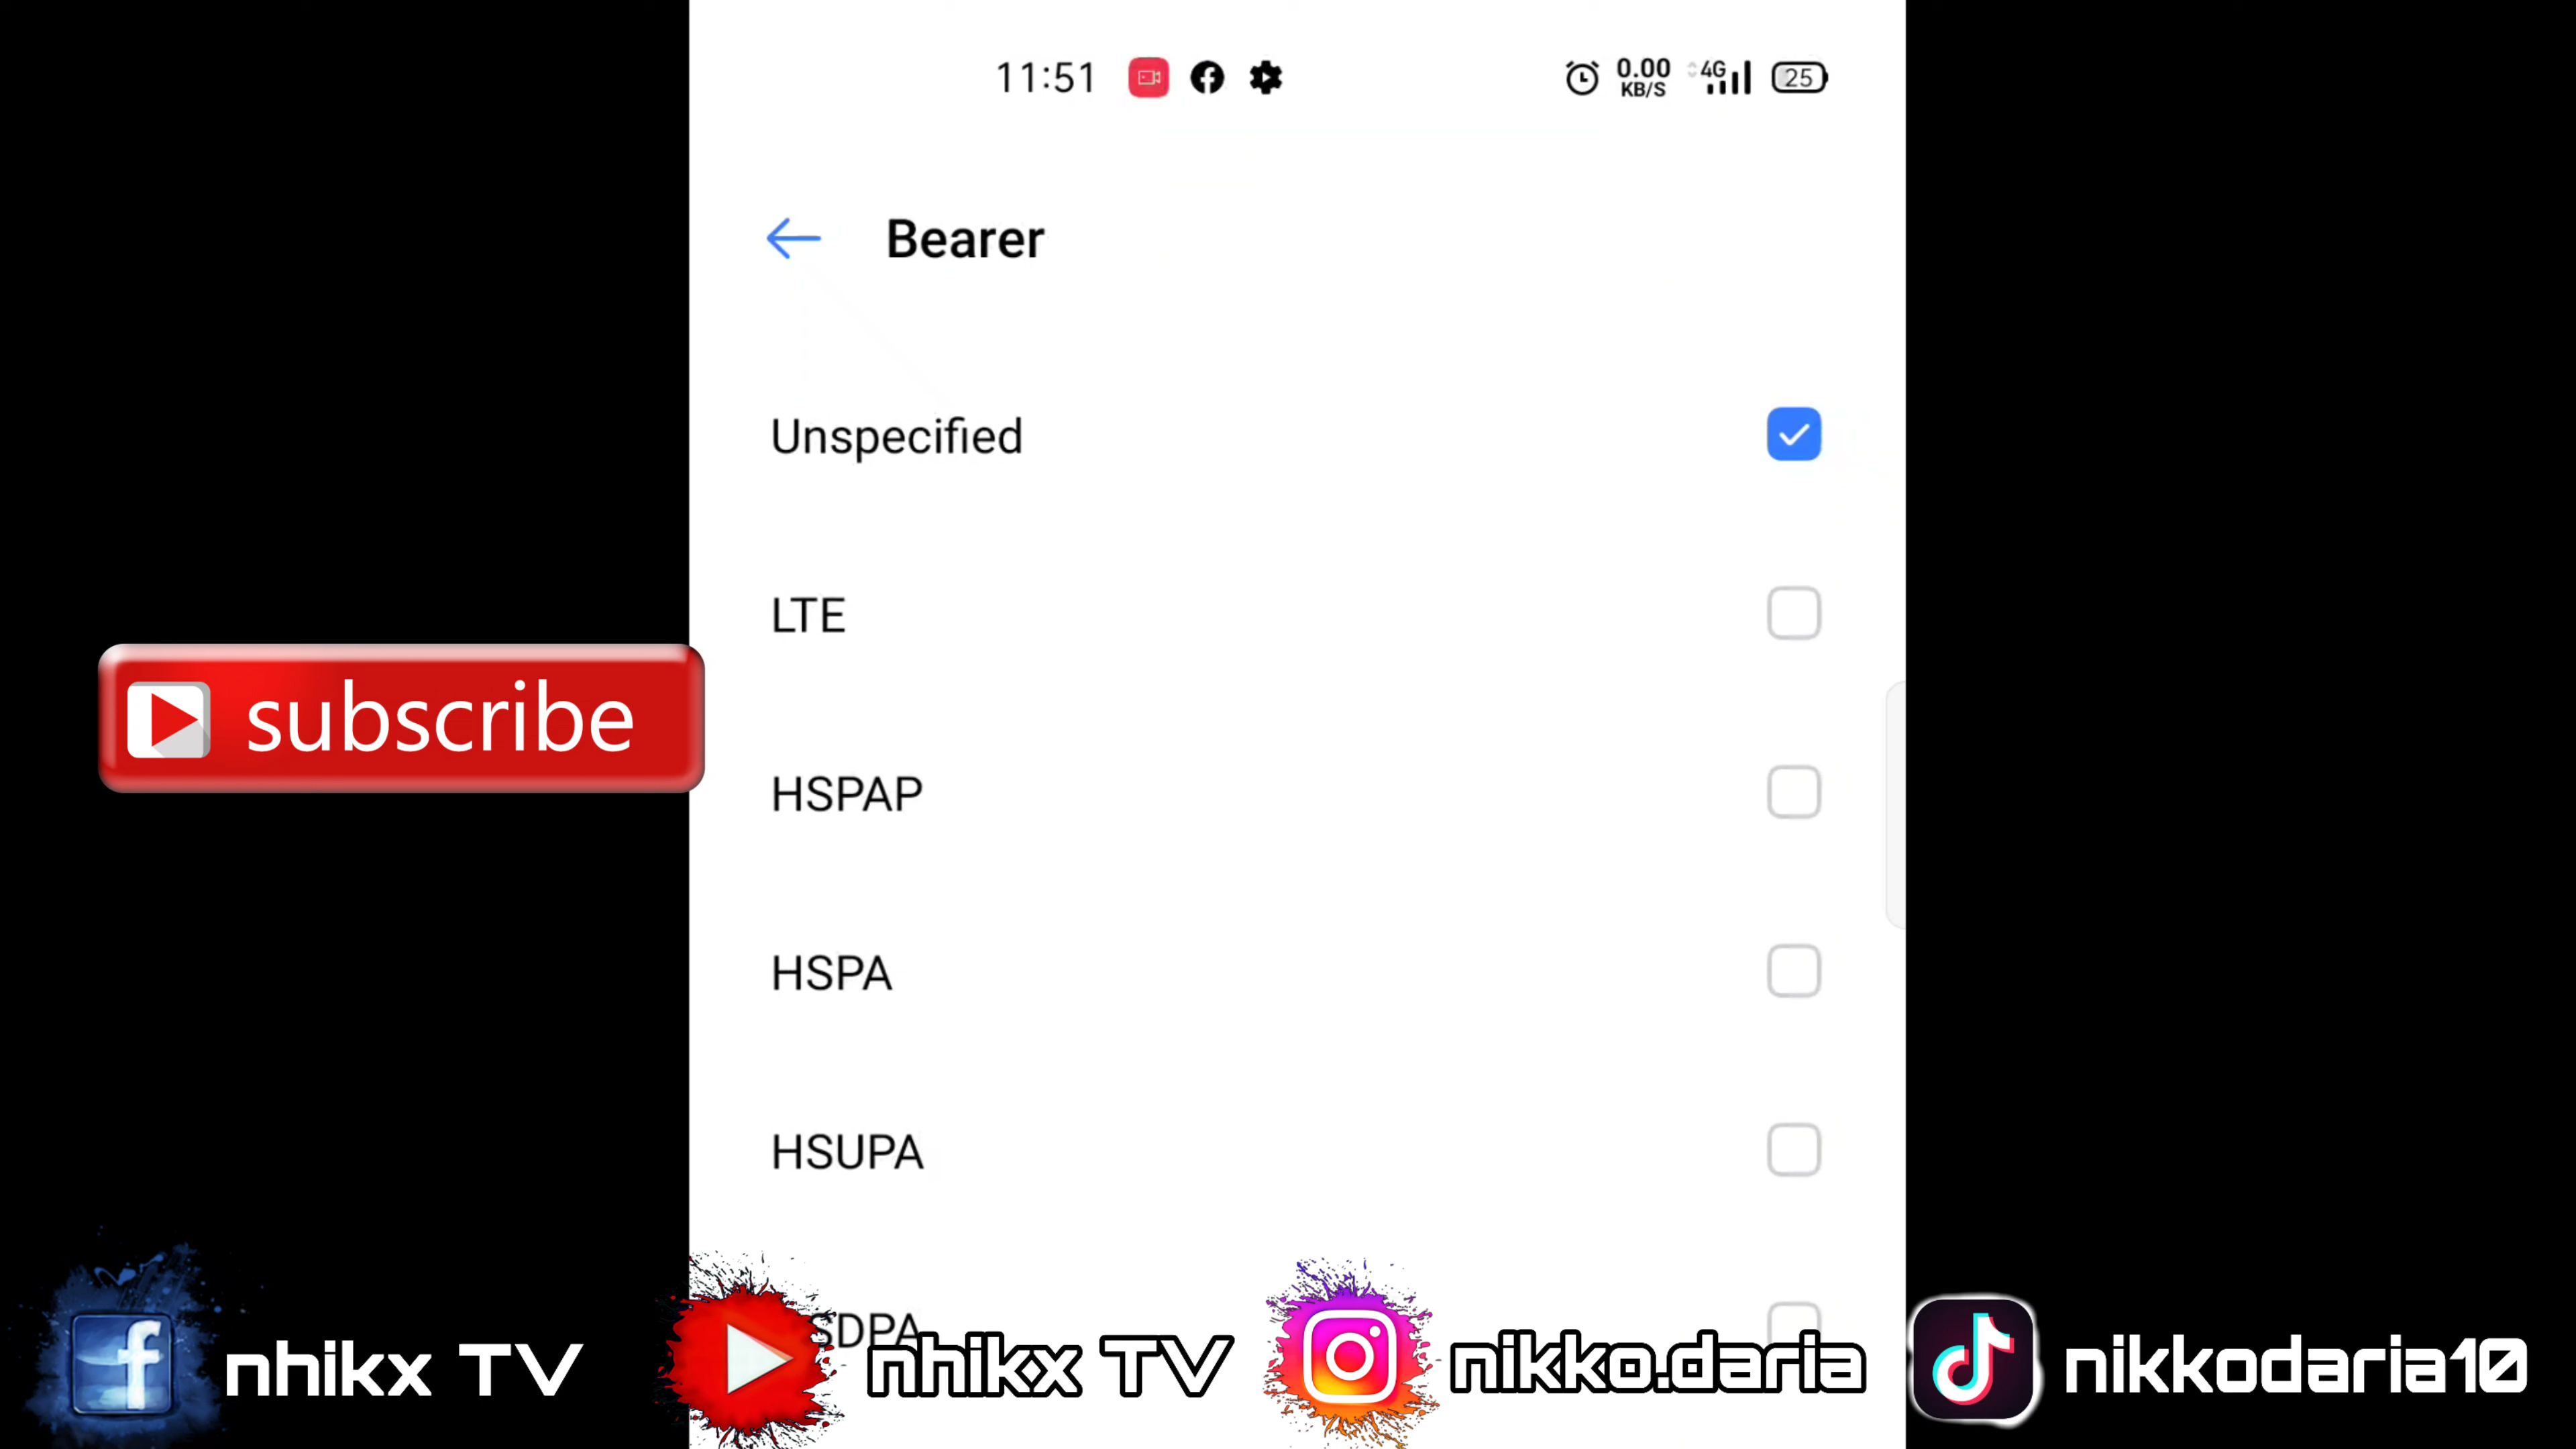 11:51 0.00 KB/S 4G 25
Bearer
Unspecified
LTE
subscribe
HSPAP
HSPA
HSUPA
SDPA
nhikx TV
nhikx TV
nikko.daria
nikkodaria10